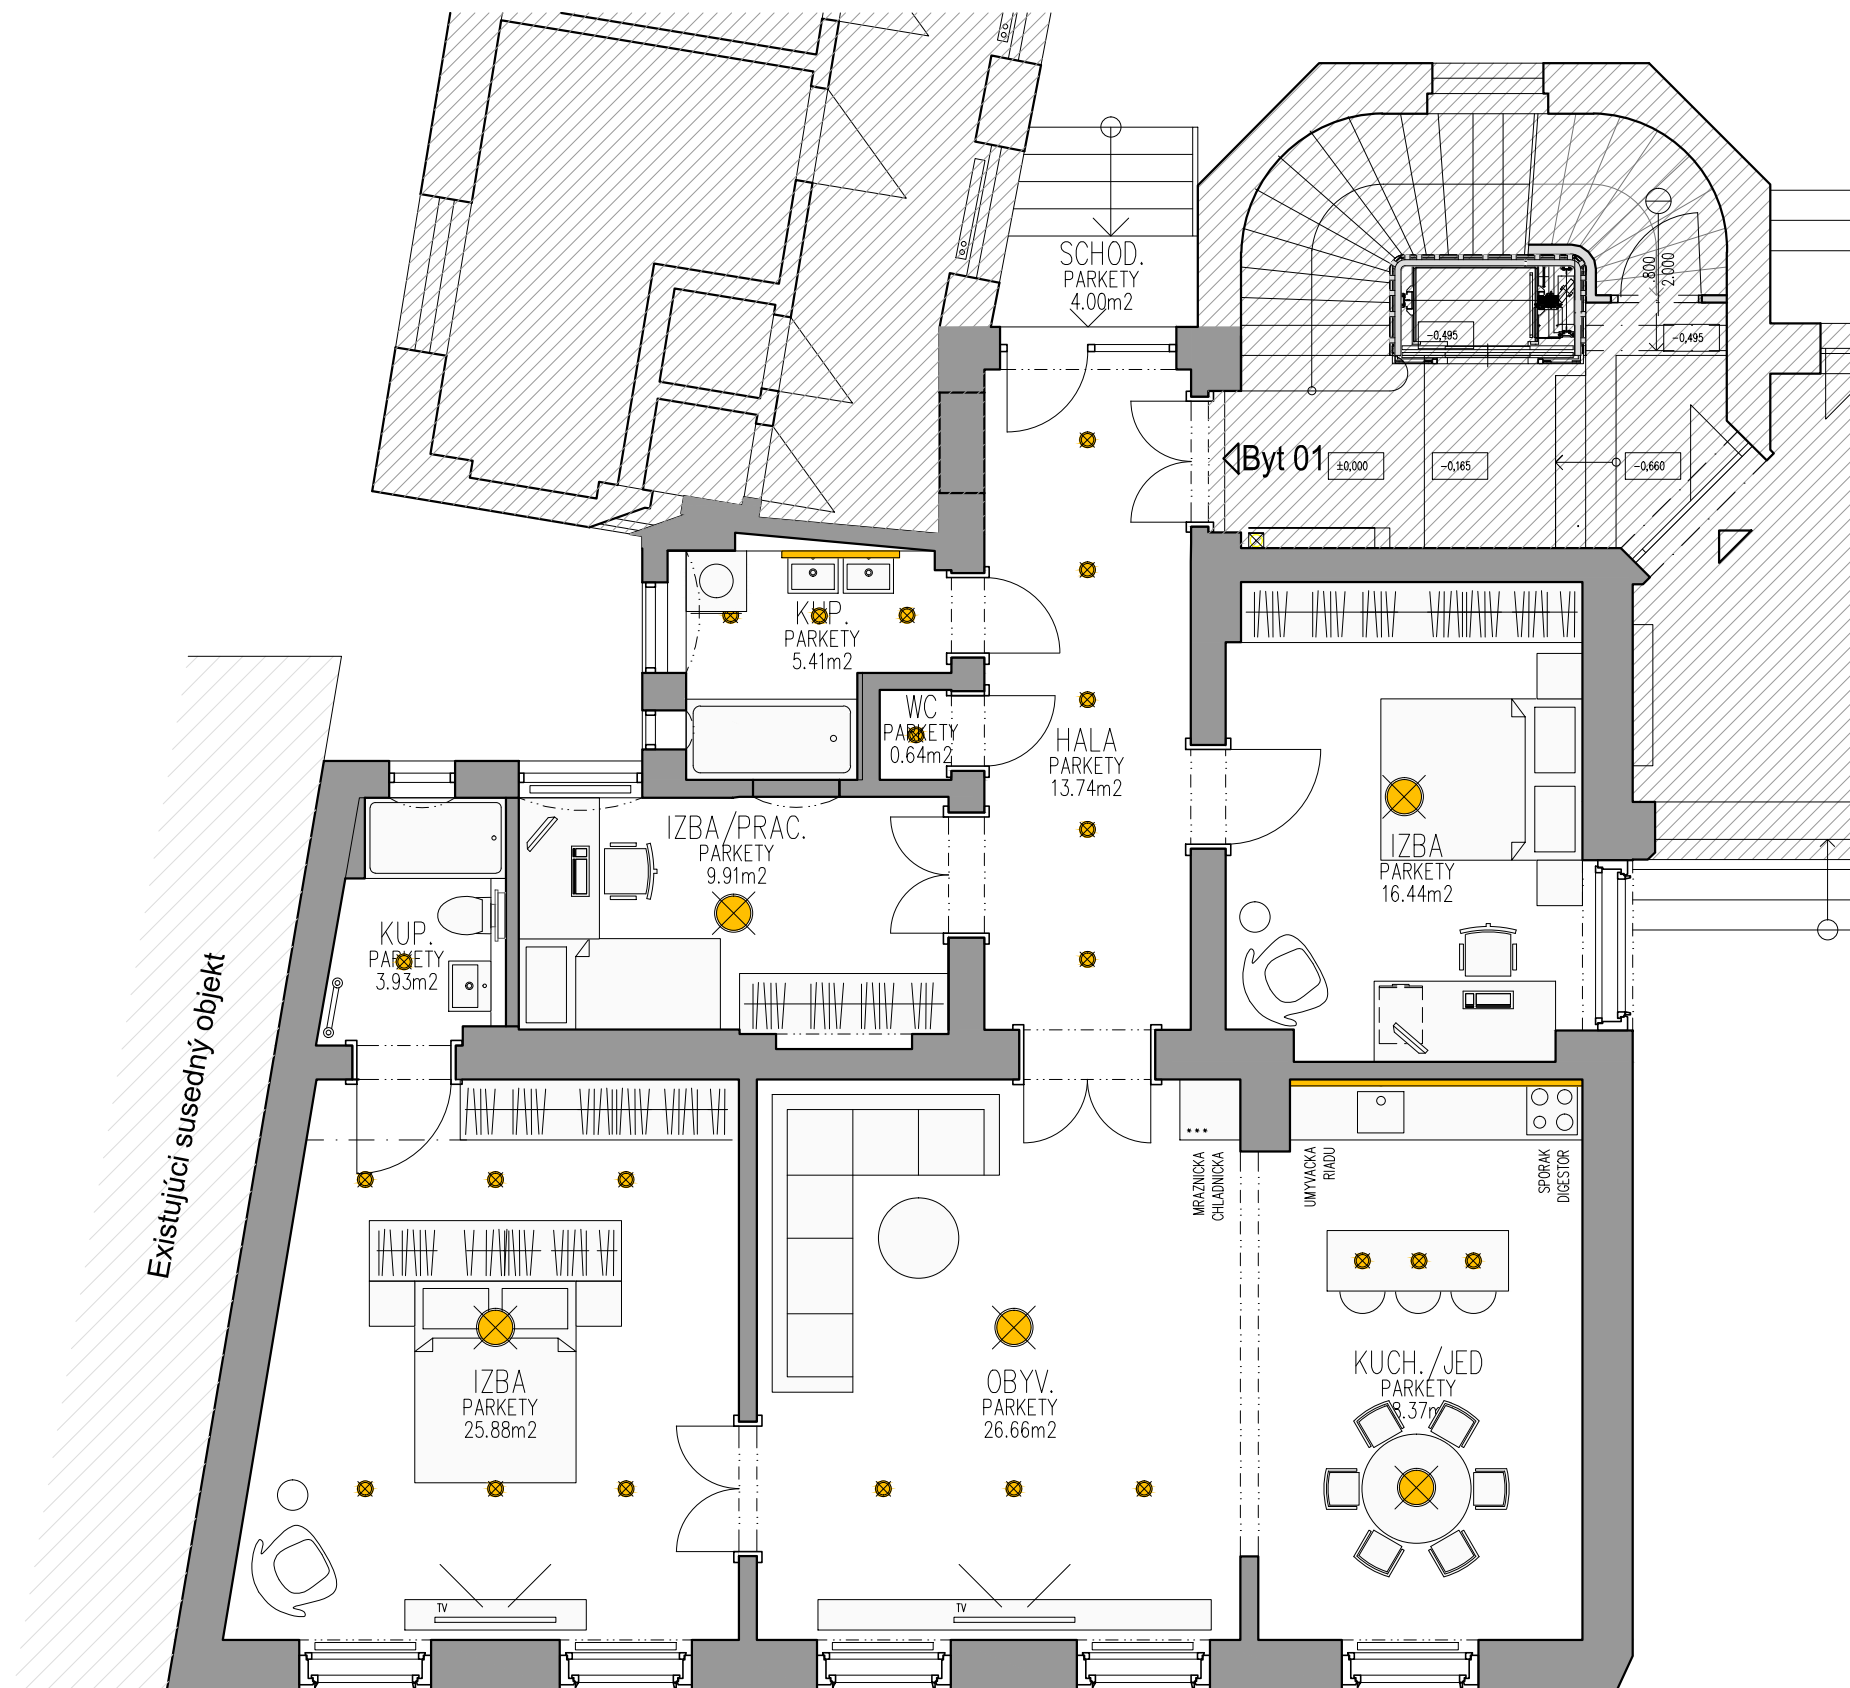 SCHOD.
PARKETY
4.00m2
800
2.000
-0,495
-0,495
Byt 01
±0,000
-0,165
-0,660
KUP.
PARKETY
5.41m2
WC
PARKETY
0.64m2
HALA
PARKETY
13.74m2
IZBA/PRAC.
PARKETY
9.91m2
IZBA
PARKETY
16.44m2
KUP.
PARKETY
3.93m2
Existujúci susedný objekt
***
MRAZNICKA
CHLADNICKA
UMYVACKA
RIADU
SPORAK
DIGESTOR
IZBA
PARKETY
25.88m2
OBYV.
PARKETY
26.66m2
KUCH./JED
PARKETY
TV
TV